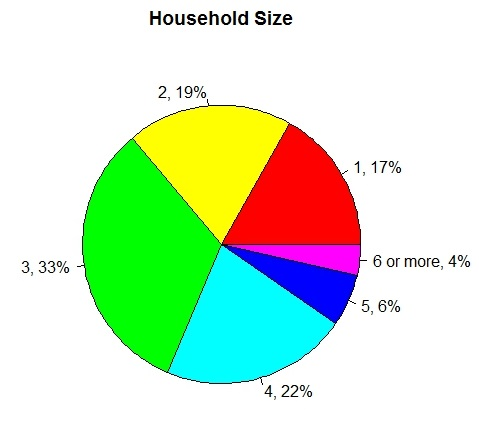 Household Size
2, 19%
1, 17%
3, 33%
6 or more, 4%
5, 6%
4, 22%